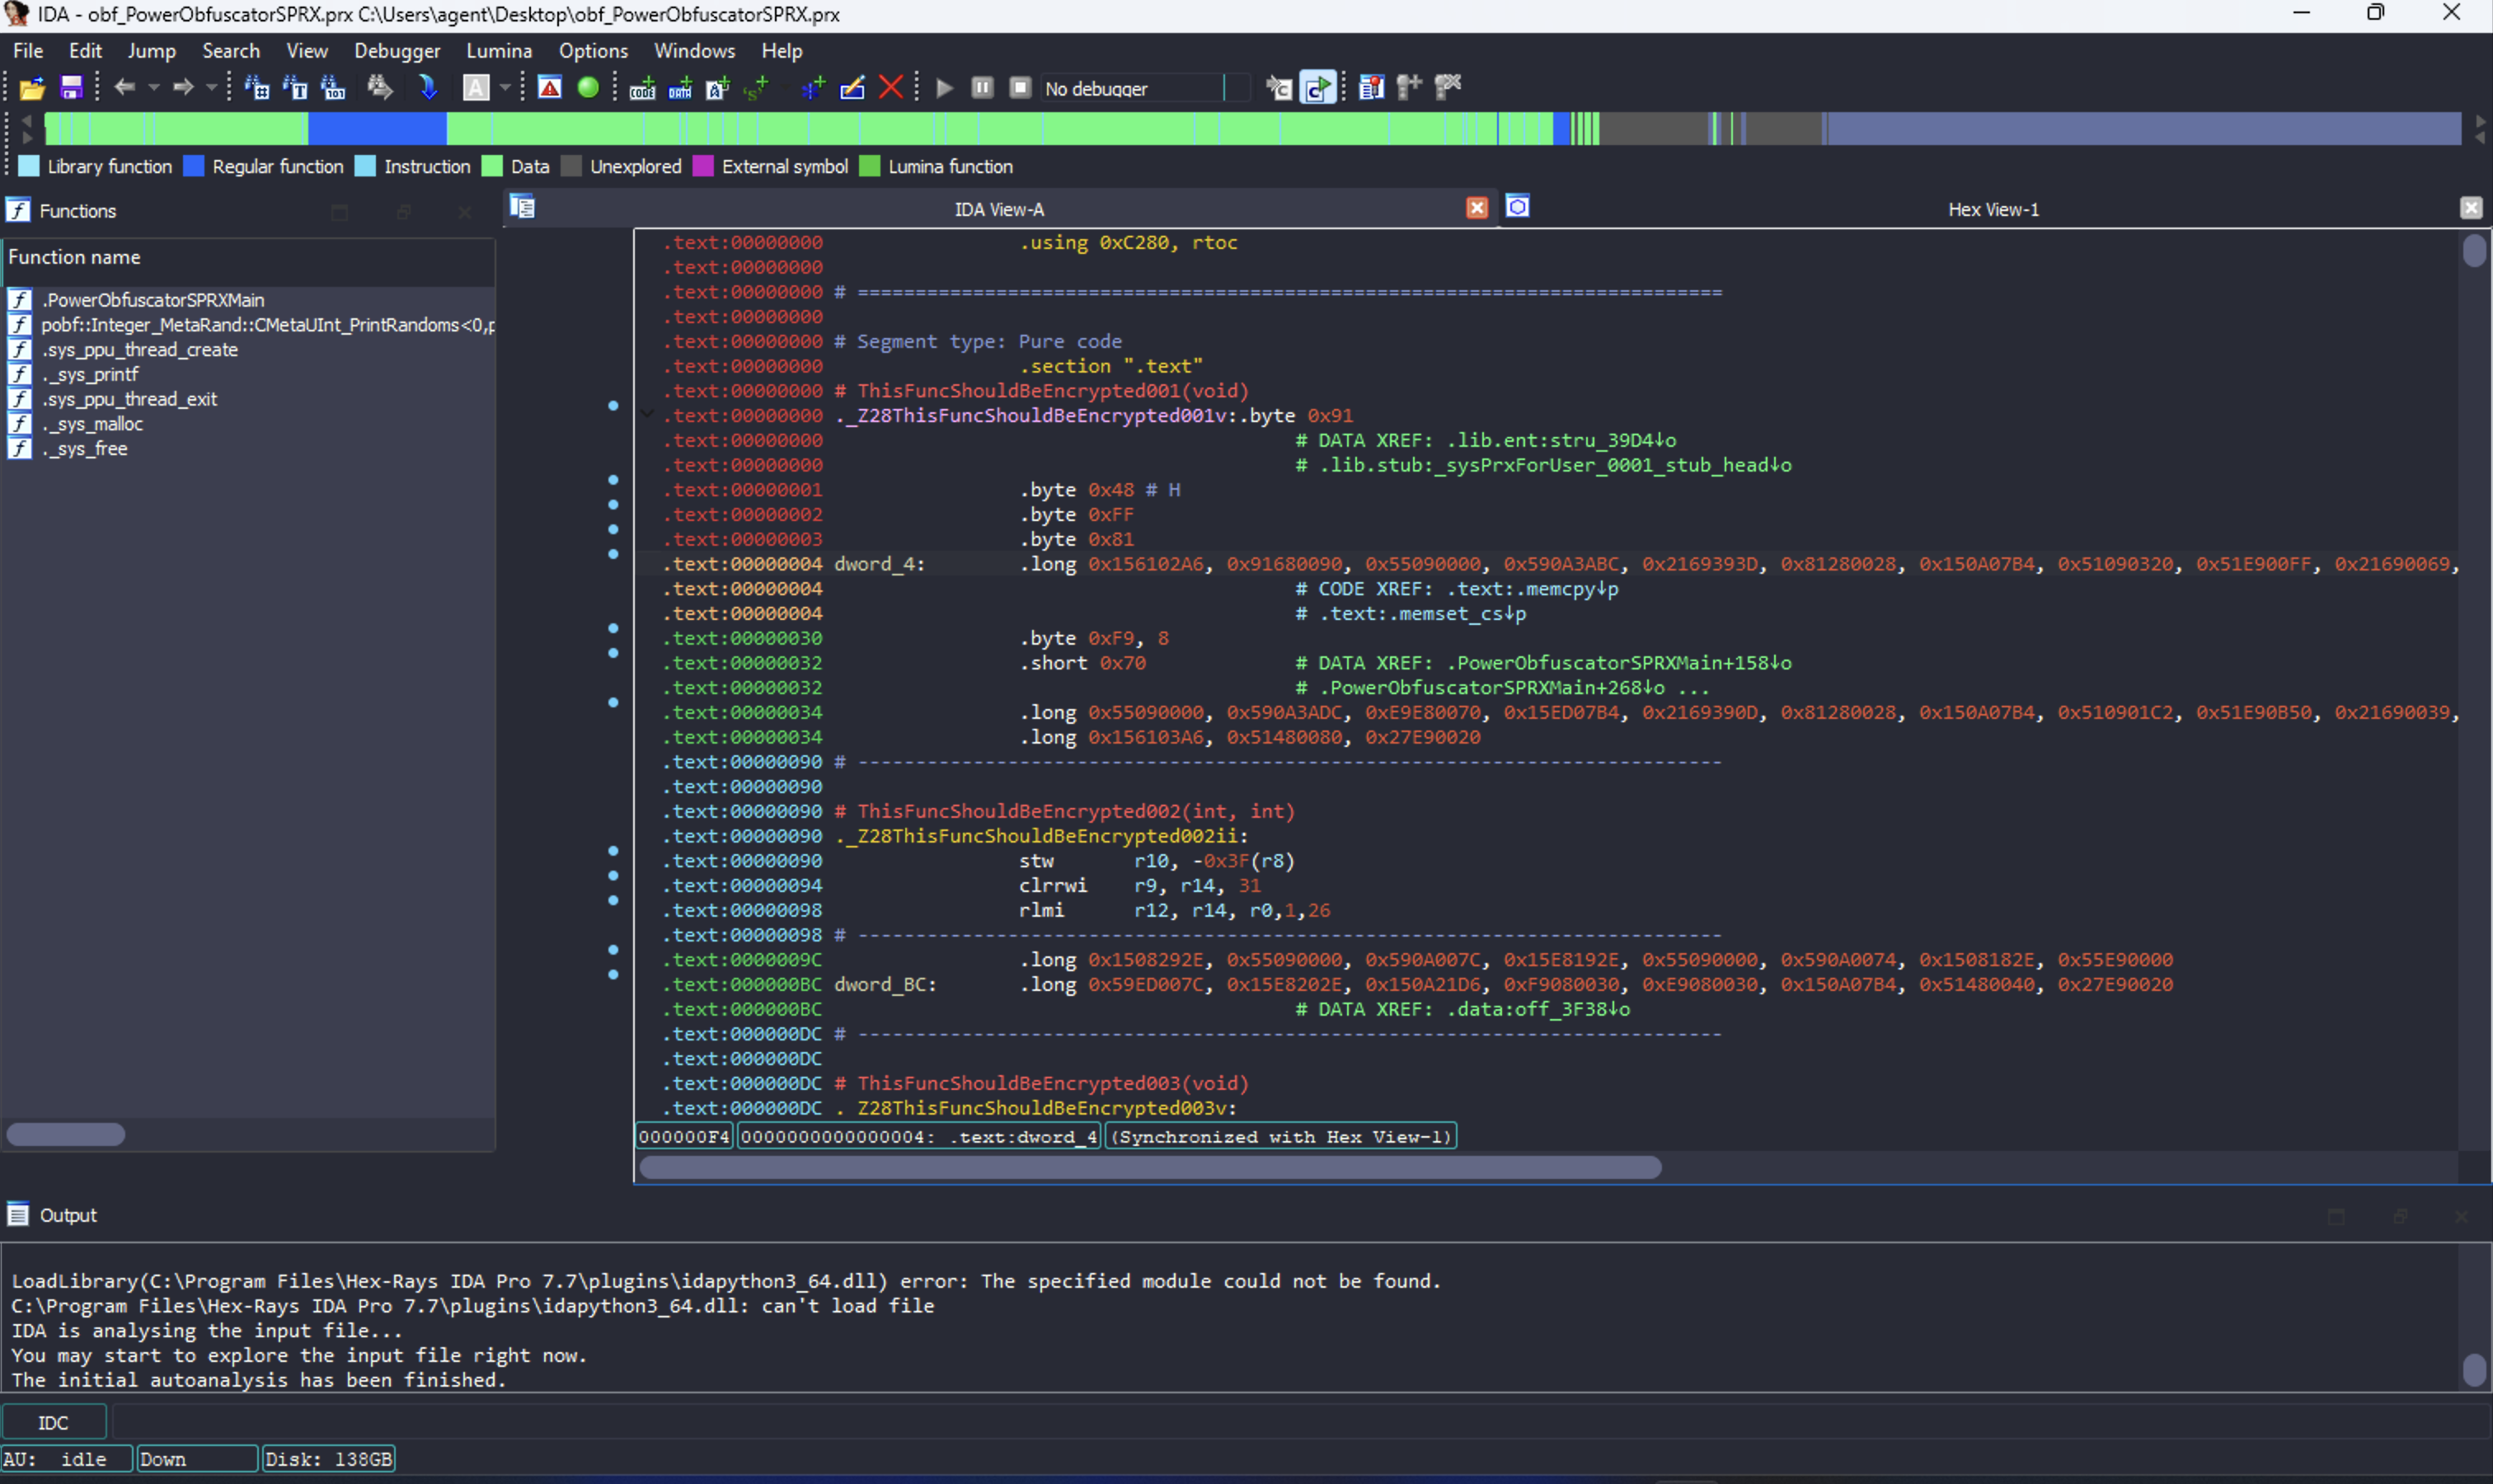 IDA - obf_PowerObfuscatorSPRX.prx C:\Users\agent\Desktop\obf_PowerObfuscatorSPRX.prx
File Edit Jump Search View Debugger Lumina Options Windows Help
No debugger
Library function Regular function Instruction Data Unexplored External symbol Lumina function
Functions
Function name
.PowerObfuscatorSPRXMain
pobf::Integer_MetaRand::CMetaUInt_PrintRandoms<0,p
.sys_ppu_thread_create
._sys_printf
.sys_ppu_thread_exit
._sys_malloc
._sys_free
IDA View-A
Hex View-1
.text:00000000 .using 0xC280, rtoc
.text:00000000
.text:00000000 # ===========================================================================
.text:00000000
.text:00000000 # Segment type: Pure code
.text:00000000 .section ".text"
.text:00000000 # ThisFuncShouldBeEncrypted001(void)
.text:00000000 ._Z28ThisFuncShouldBeEncrypted001v:.byte 0x91
.text:00000000 # DATA XREF: .lib.ent:stru_39D4↓o
.text:00000000 # .lib.stub:_sysPrxForUser_0001_stub_head↓o
.text:00000001 .byte 0x48 # H
.text:00000002 .byte 0xFF
.text:00000003 .byte 0x81
.text:00000004 dword_4: .long 0x156102A6, 0x91680090, 0x55090000, 0x590A3ABC, 0x2169393D, 0x81280028, 0x150A07B4, 0x51090320, 0x51E900FF, 0x21690069,
.text:00000004 # CODE XREF: .text:.memcpy↓p
.text:00000004 # .text:.memset_cs↓p
.text:00000030 .byte 0xF9, 8
.text:00000032 .short 0x70 # DATA XREF: .PowerObfuscatorSPRXMain+158↓o
.text:00000032 # .PowerObfuscatorSPRXMain+268↓o ...
.text:00000034 .long 0x55090000, 0x590A3ADC, 0xE9E80070, 0x15ED07B4, 0x2169390D, 0x81280028, 0x150A07B4, 0x510901C2, 0x51E90B50, 0x21690039,
.text:00000034 .long 0x156103A6, 0x51480080, 0x27E90020
.text:00000090 # ---------------------------------------------------------------------------
.text:00000090
.text:00000090 # ThisFuncShouldBeEncrypted002(int, int)
.text:00000090 ._Z28ThisFuncShouldBeEncrypted002ii:
.text:00000090 stw r10, -0x3F(r8)
.text:00000094 clrrwi r9, r14, 31
.text:00000098 rlmi r12, r14, r0,1,26
.text:00000098 # ---------------------------------------------------------------------------
.text:0000009C .long 0x1508292E, 0x55090000, 0x590A007C, 0x15E8192E, 0x55090000, 0x590A0074, 0x1508182E, 0x55E90000
.text:000000BC dword_BC: .long 0x59ED007C, 0x15E8202E, 0x150A21D6, 0xF9080030, 0xE9080030, 0x150A07B4, 0x51480040, 0x27E90020
.text:000000BC # DATA XREF: .data:off_3F38↓o
.text:000000DC # ---------------------------------------------------------------------------
.text:000000DC
.text:000000DC # ThisFuncShouldBeEncrypted003(void)
.text:000000DC ._Z28ThisFuncShouldBeEncrypted003v:
000000F4 0000000000000004: .text:dword_4 (Synchronized with Hex View-1)
Output
LoadLibrary(C:\Program Files\Hex-Rays IDA Pro 7.7\plugins\idapython3_64.dll) error: The specified module could not be found.
C:\Program Files\Hex-Rays IDA Pro 7.7\plugins\idapython3_64.dll: can't load file
IDA is analysing the input file...
You may start to explore the input file right now.
The initial autoanalysis has been finished.
IDC
AU: idle Down Disk: 138GB